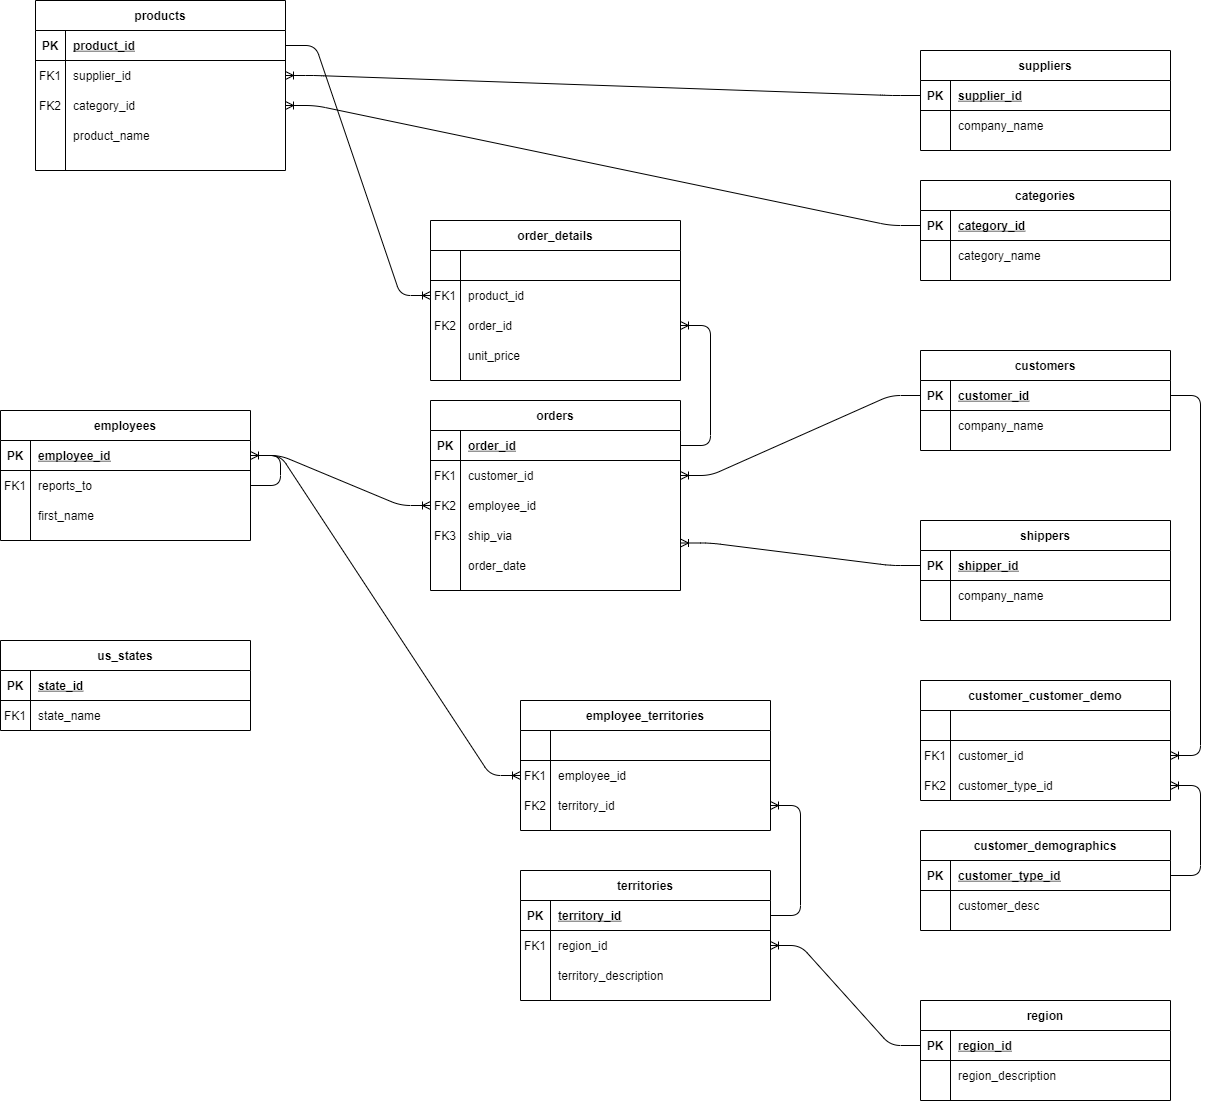 products
PK product_id
FK1 supplier_id
FK2 category_id
product_name
suppliers
PK supplier_id
company_name
categories
PK category_id
category_name
order_details
FK1 product_id
FK2 order_id
unit_price
customers
PK customer_id
company_name
employees
PK employee_id
FK1 reports_to
first_name
orders
PK order_id
FK1 customer_id
FK2 employee_id
FK3 ship_via
order_date
shippers
PK shipper_id
company_name
us_states
PK state_id
FK1 state_name
customer_customer_demo
FK1 customer_id
FK2 customer_type_id
employee_territories
FK1 employee_id
FK2 territory_id
customer_demographics
PK customer_type_id
customer_desc
territories
PK territory_id
FK1 region_id
territory_description
region
PK region_id
region_description